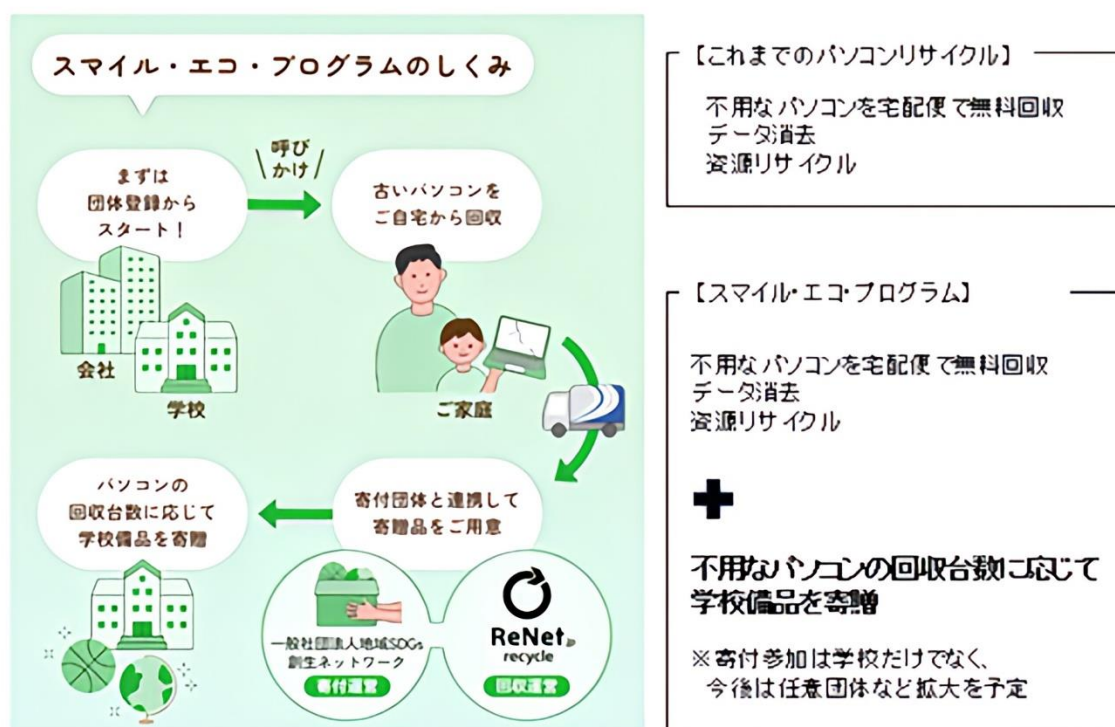 スマイル・エコ・プログラムのしくみ
まずは
団体登録から
スタート！
呼び
かけ
古いパソコンを
ご自宅から回収
会社
学校
ご家庭
パソコンの
回収台数に応じて
学校備品を寄贈
寄付団体と連携して
寄贈品をご用意
一般社団法人地域SDGs
創生ネットワーク
寄付運営
ReNet
recycle
回収運営
【これまでのパソコンリサイクル】
不用なパソコンを宅配便で無料回収
データ消去
資源リサイクル
【スマイル・エコ・プログラム】
不用なパソコンを宅配便で無料回収
データ消去
資源リサイクル
不用なパソコンの回収台数に応じて
学校備品を寄贈
※寄付参加は学校だけでなく、
今後は任意団体など拡大を予定